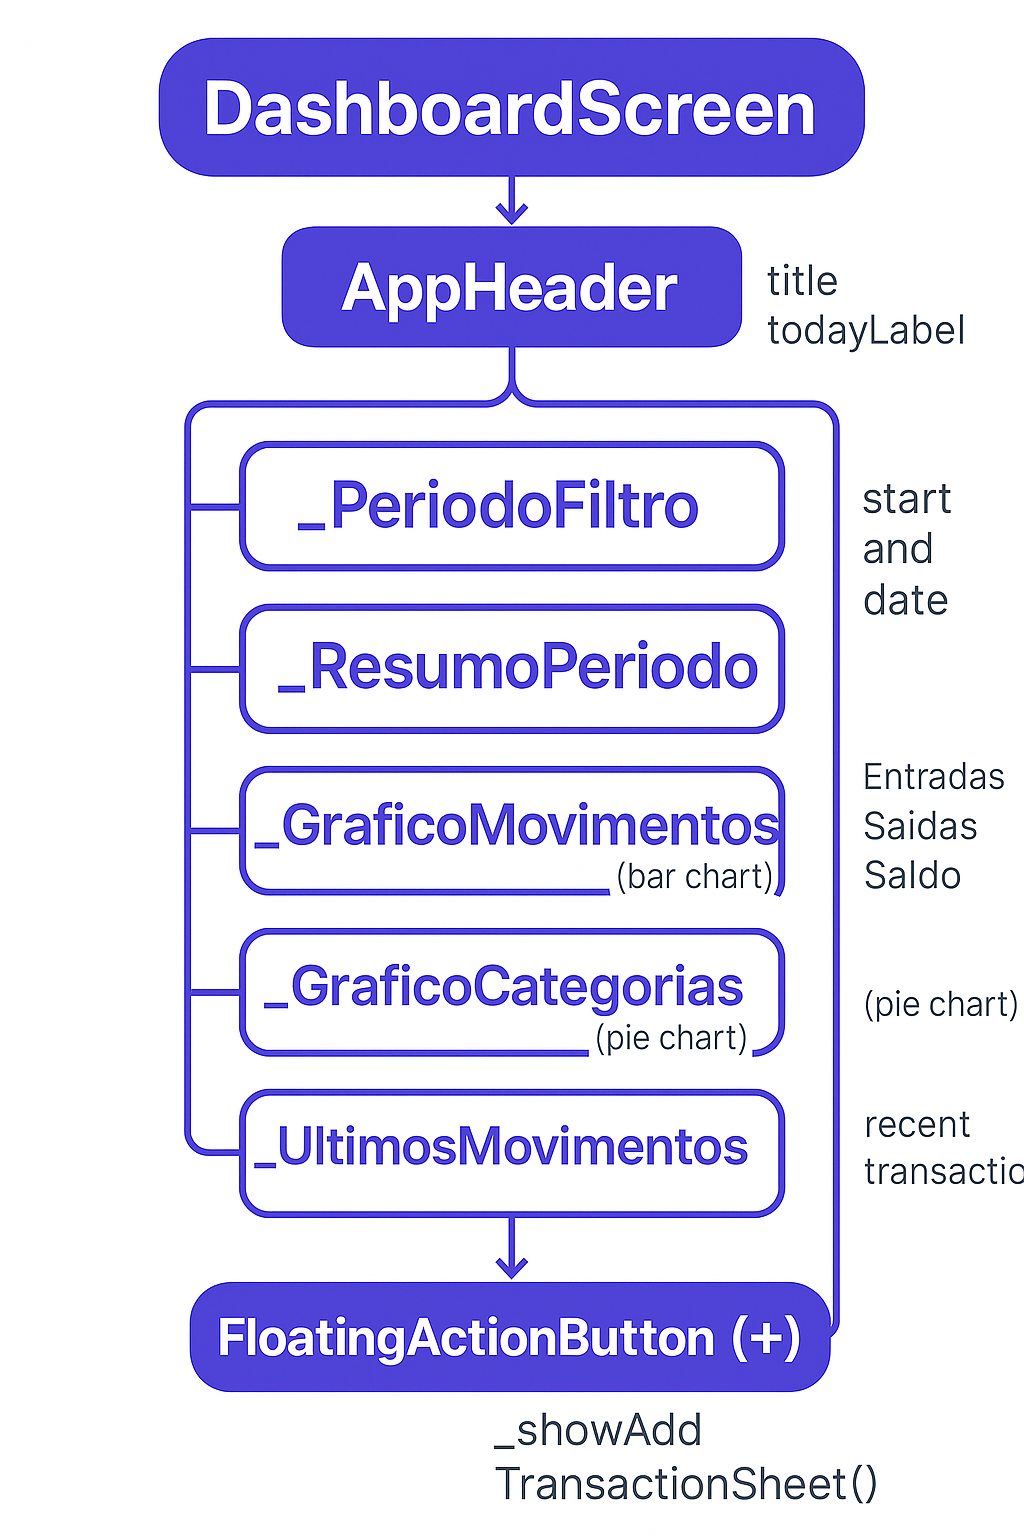 DashboardScreen
AppHeader
title
todayLabel
_PeriodoFiltro
start
and
date
_ResumoPeriodo
_GraficoMovimentos
(bar chart)
Entradas
Saidas
Saldo
_GraficoCategorias
(pie chart)
(pie chart)
_UltimosMovimentos
recent
transactio
FloatingActionButton (+)
_showAdd
TransactionSheet()